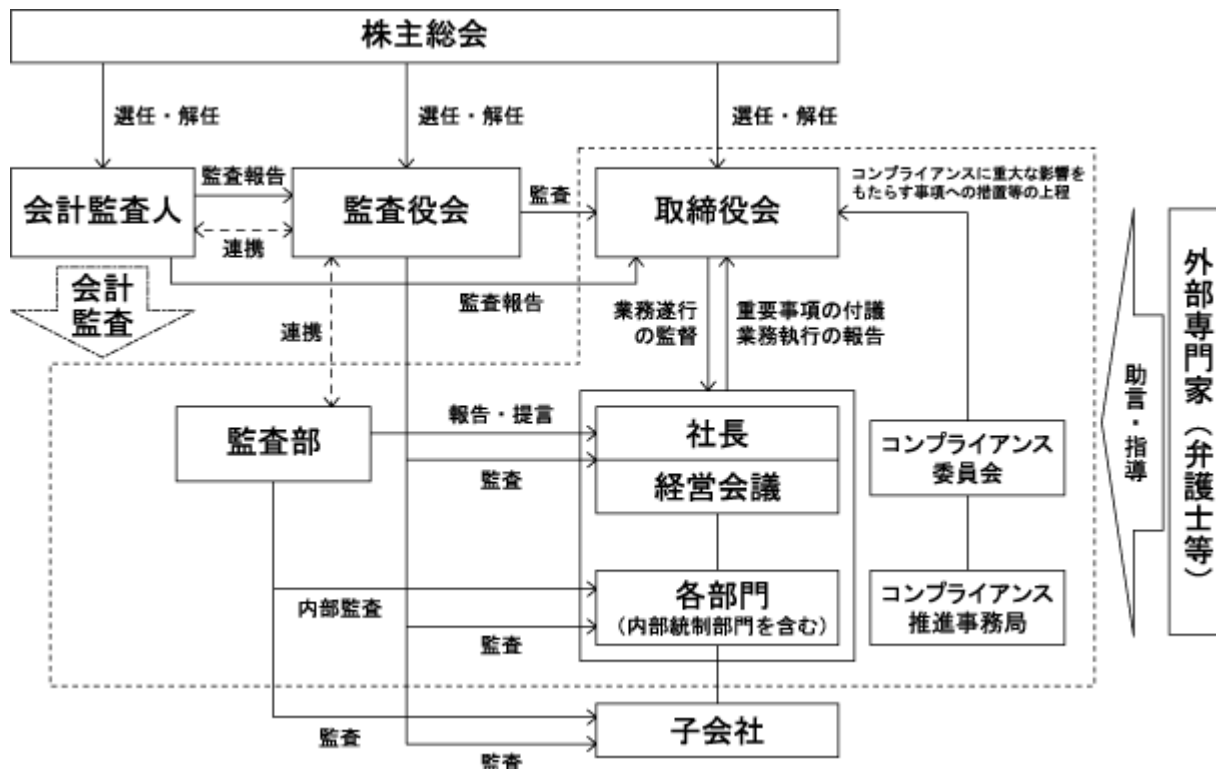 株主総会
選任・解任
選任・解任
選任・解任
会計監査人
監査報告
連携
監査役会
監査
取締役会
コンプライアンスに重大な影響を
もたらす事項への措置等の上程
会計
監査
監査報告
連携
業務遂行
の監督
重要事項の付議
業務執行の報告
監査部
報告・提言
監査
社長
経営会議
コンプライアンス
委員会
内部監査
監査
各部門
（内部統制部門を含む）
コンプライアンス
推進事務局
監査
監査
子会社
助言・指導
外部専門家（弁護士等）